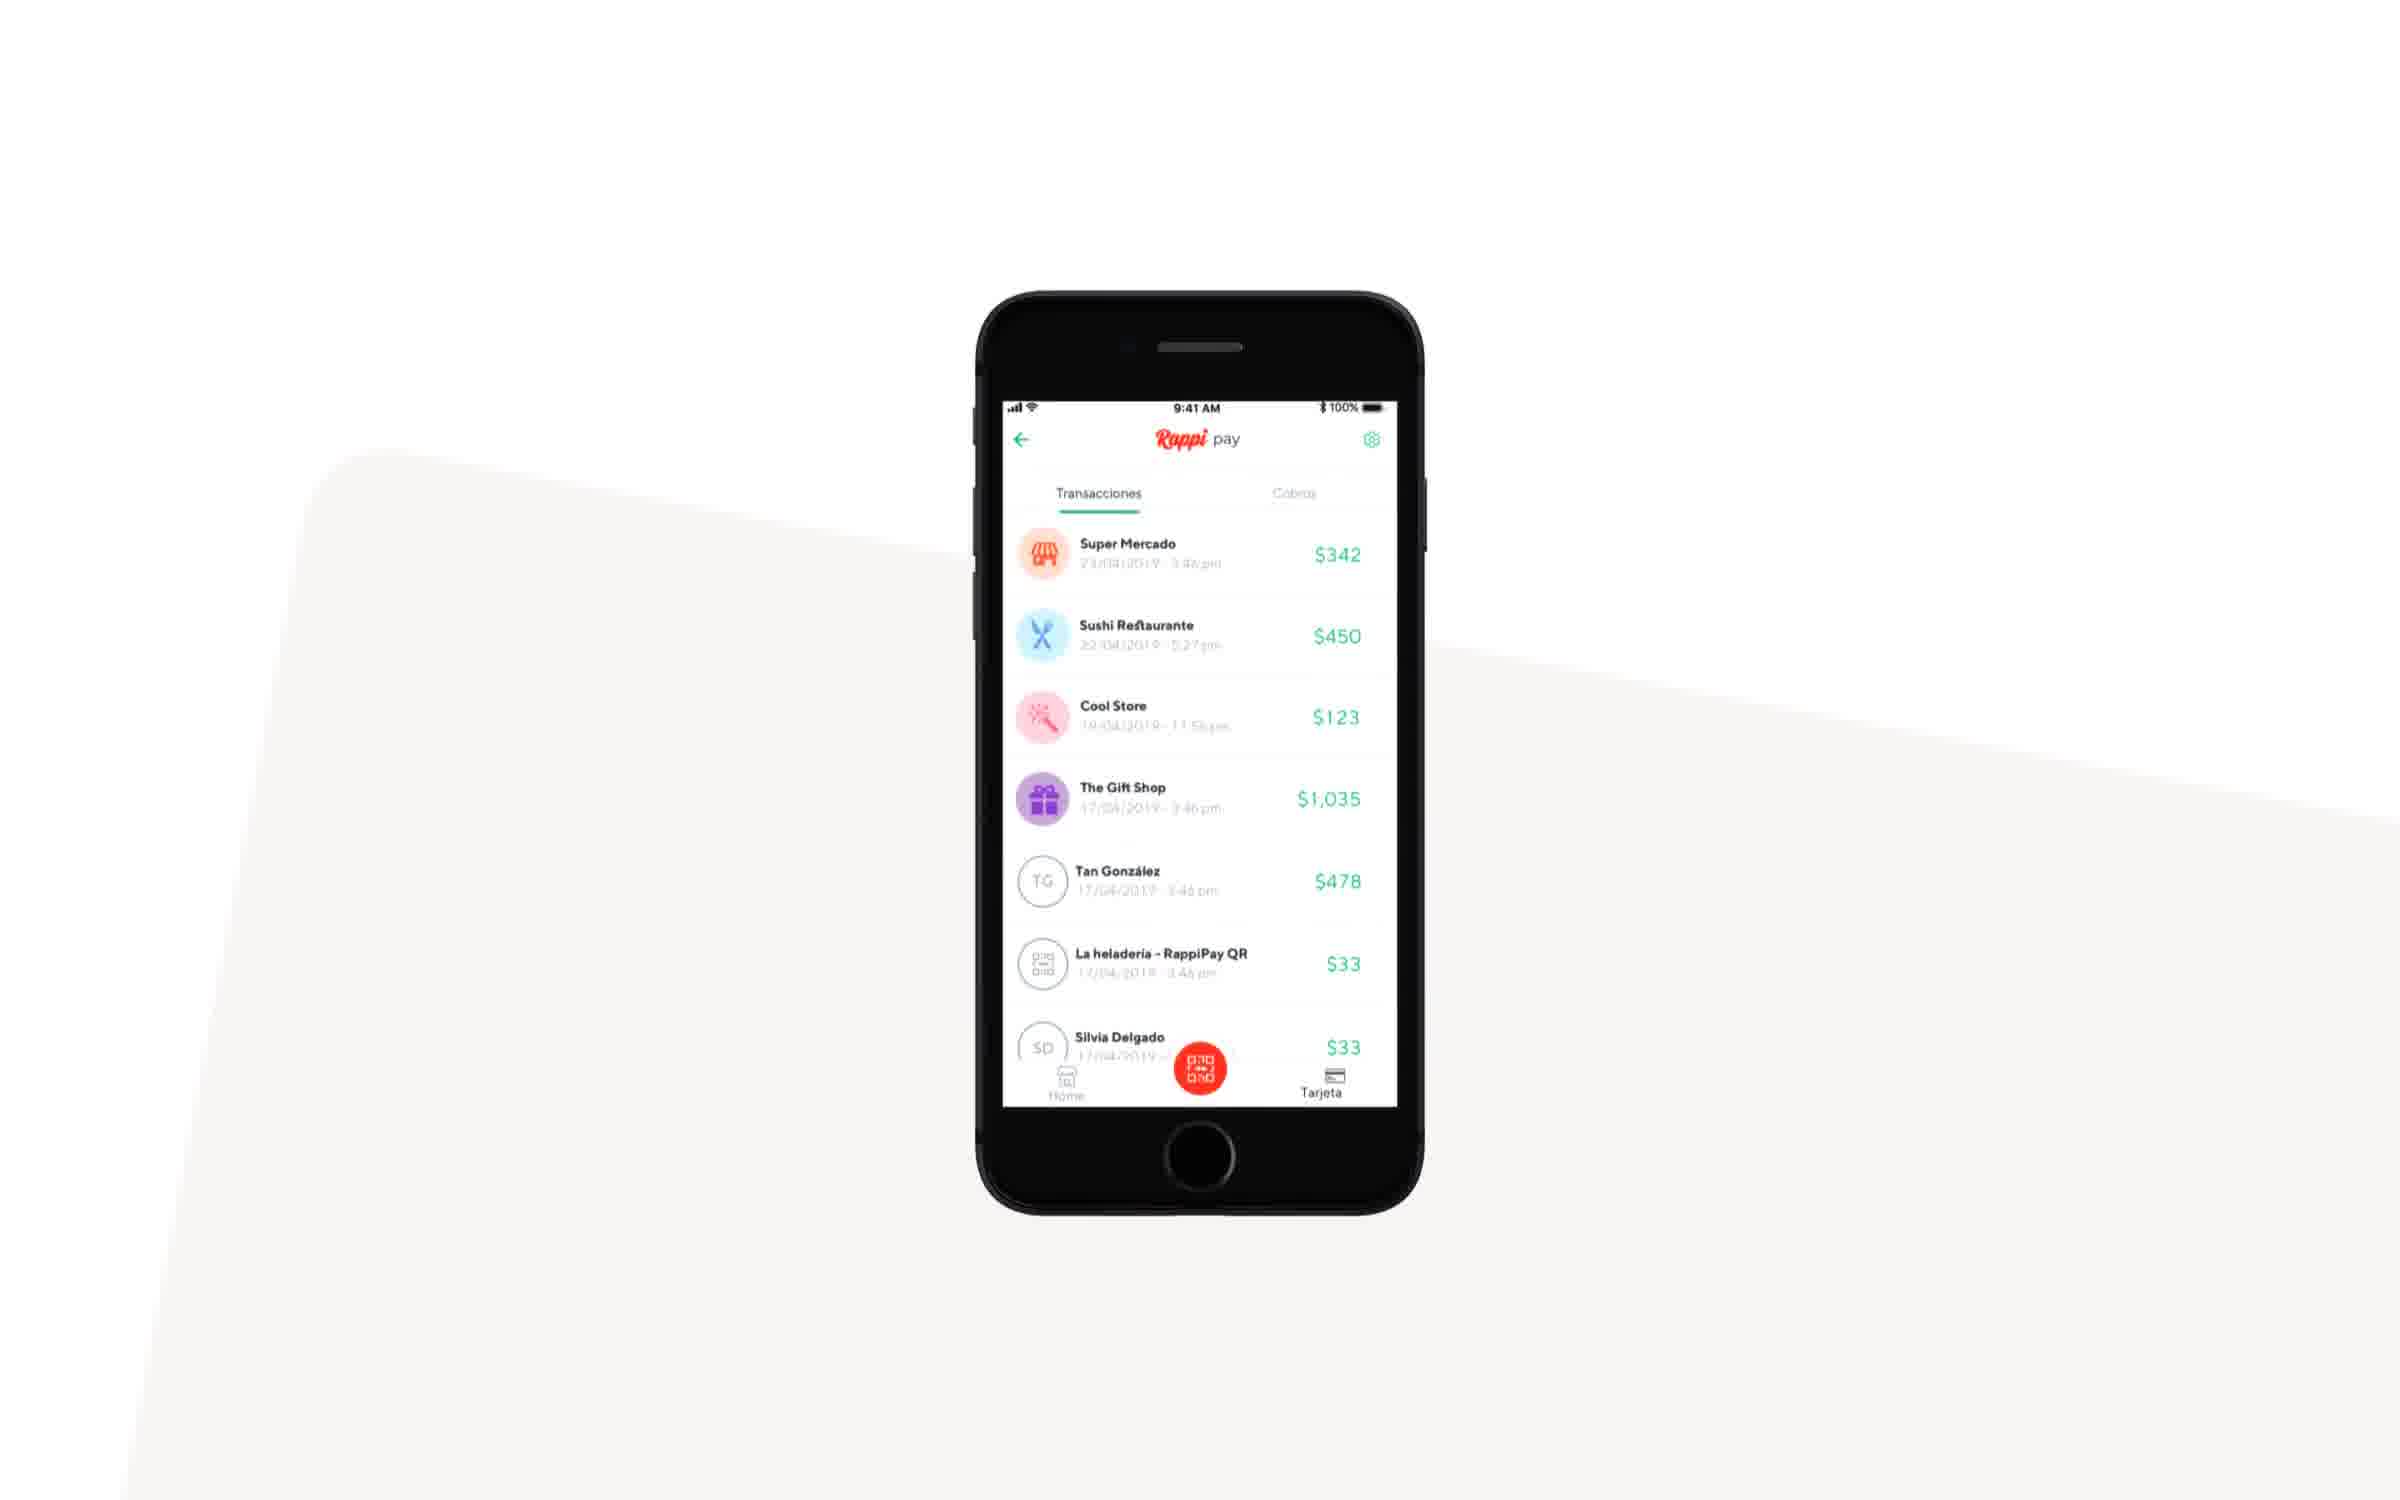 9:41 AM
100%
Rappi pay
Transacciones
Cobros
Super Mercado
23/04/2019 - 3:46 pm
$342
Sushi Restaurante
22/04/2019 - 5:27 pm
$450
Cool Store
19/04/2019 - 11:56 pm
$123
The Gift Shop
17/04/2019 - 3:46 pm
$1,035
TG
Tan González
17/04/2019 - 3:46 pm
$478
La heladería - RappiPay QR
17/04/2019 - 3:46 pm
$33
SD
Silvia Delgado
17/04/2019
$33
Home
Tarjeta